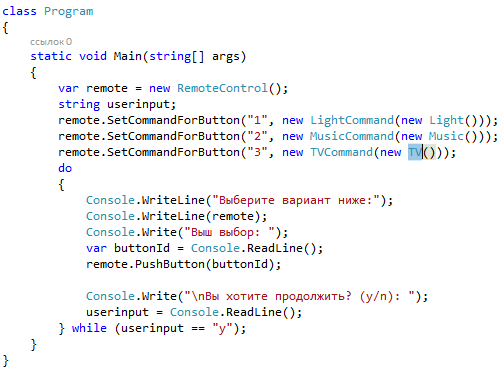 class Program
{
ссылок 0
static void Main(string[] args)
{
var remote = new RemoteControl();
string userinput;
remote.SetCommandForButton("1", new LightCommand(new Light()));
remote.SetCommandForButton("2", new MusicCommand(new Music()));
remote.SetCommandForButton("3", new TVCommand(new TV()));
do
{
Console.WriteLine("Выберите вариант ниже:");
Console.WriteLine(remote);
Console.Write("Выш выбор: ");
var buttonId = Console.ReadLine();
remote.PushButton(buttonId);
Console.Write("\nВы хотите продолжить? (y/n): ");
userinput = Console.ReadLine();
} while (userinput == "y");
}
}